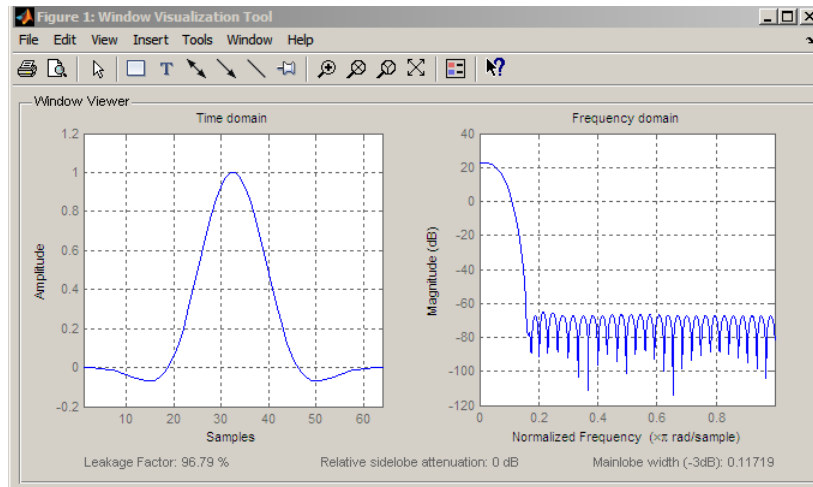 Figure 1: Window Visualization Tool
File Edit View Insert Tools Window Help
T
Window Viewer
Time domain
1.2
1
0.8
0.6
0.4
0.2
0
-0.2
Amplitude
10 20 30 40 50 60
Samples
Frequency domain
40
20
0
-20
-40
-60
-80
-100
-120
Magnitude (dB)
0 0.2 0.4 0.6 0.8
Normalized Frequency (×π rad/sample)
Leakage Factor: 96.79 % Relative sidelobe attenuation: 0 dB Mainlobe width (-3dB): 0.11719